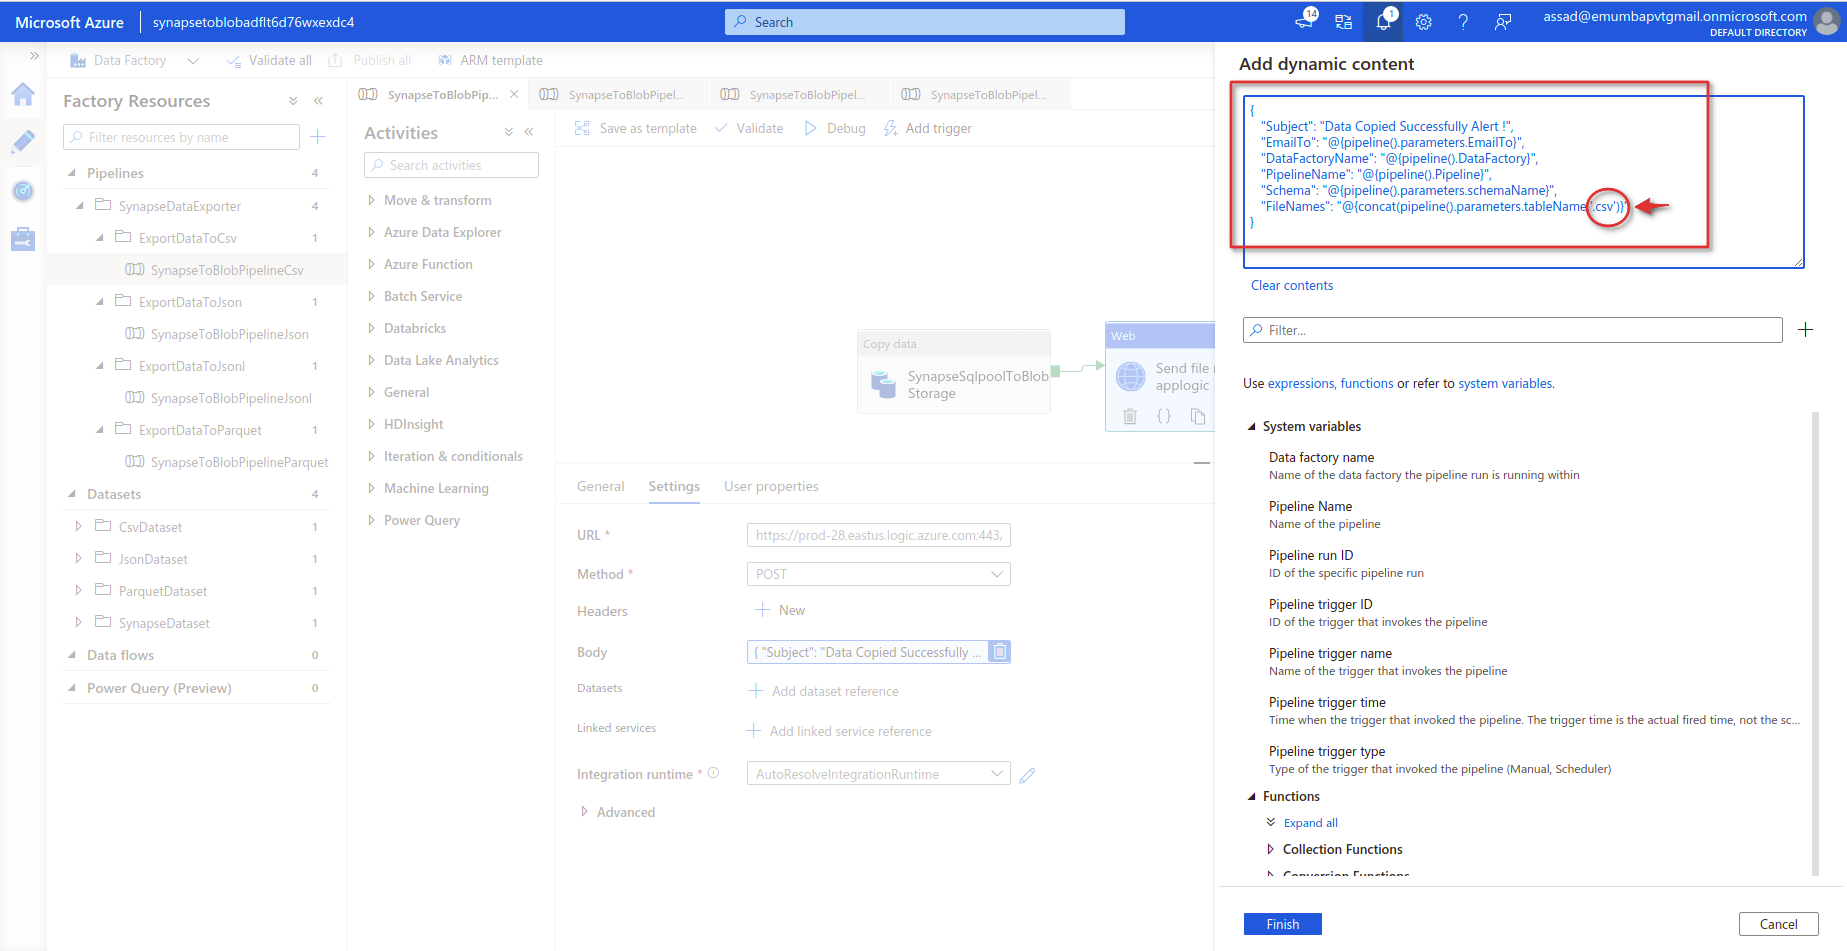 Microsoft Azure
synapsetoblobadflt6d76wxexdc4
Search
14
1
assad@emumbapvtgmail.onmicrosoft.com
DEFAULT DIRECTORY
Data Factory
Validate all
Publish all
ARM template
Factory Resources
Filter resources by name
Pipelines 4
SynapseDataExporter 4
ExportDataToCsv 1
SynapseToBlobPipelineCsv
ExportDataToJson 1
SynapseToBlobPipelineJson
ExportDataToJsonl 1
SynapseToBlobPipelineJsonl
ExportDataToParquet 1
SynapseToBlobPipelineParquet
Datasets 4
CsvDataset 1
JsonDataset 1
ParquetDataset 1
SynapseDataset 1
Data flows 0
Power Query (Preview) 0
SynapseToBlobPip...
SynapseToBlobPipel...
SynapseToBlobPipel...
SynapseToBlobPipel...
Activities
Search activities
Move & transform
Azure Data Explorer
Azure Function
Batch Service
Databricks
Data Lake Analytics
General
HDInsight
Iteration & conditionals
Machine Learning
Power Query
Save as template
Validate
Debug
Add trigger
Copy data
SynapseSqlpoolToBlob
Storage
Web
Send file
applogic
General
Settings
User properties
URL *
https://prod-28.eastus.logic.azure.com:443/
Method *
POST
Headers
New
Body
{ "Subject": "Data Copied Successfully ...
Datasets
Add dataset reference
Linked services
Add linked service reference
Integration runtime *
AutoResolveIntegrationRuntime
Advanced
Add dynamic content
{
"Subject": "Data Copied Successfully Alert !",
"EmailTo": "@{pipeline().parameters.EmailTo}",
"DataFactoryName": "@{pipeline().DataFactory}",
"PipelineName": "@{pipeline().Pipeline}",
"Schema": "@{pipeline().parameters.schemaName}",
"FileNames": "@{concat(pipeline().parameters.tableName,'.csv')}"
}
Clear contents
Filter...
Use expressions, functions or refer to system variables.
System variables
Data factory name
Name of the data factory the pipeline run is running within
Pipeline Name
Name of the pipeline
Pipeline run ID
ID of the specific pipeline run
Pipeline trigger ID
ID of the trigger that invokes the pipeline
Pipeline trigger name
Name of the trigger that invokes the pipeline
Pipeline trigger time
Time when the trigger that invoked the pipeline. The trigger time is the actual fired time, not the sc...
Pipeline trigger type
Type of the trigger that invoked the pipeline (Manual, Scheduler)
Functions
Expand all
Collection Functions
Conversion Functions
Finish
Cancel